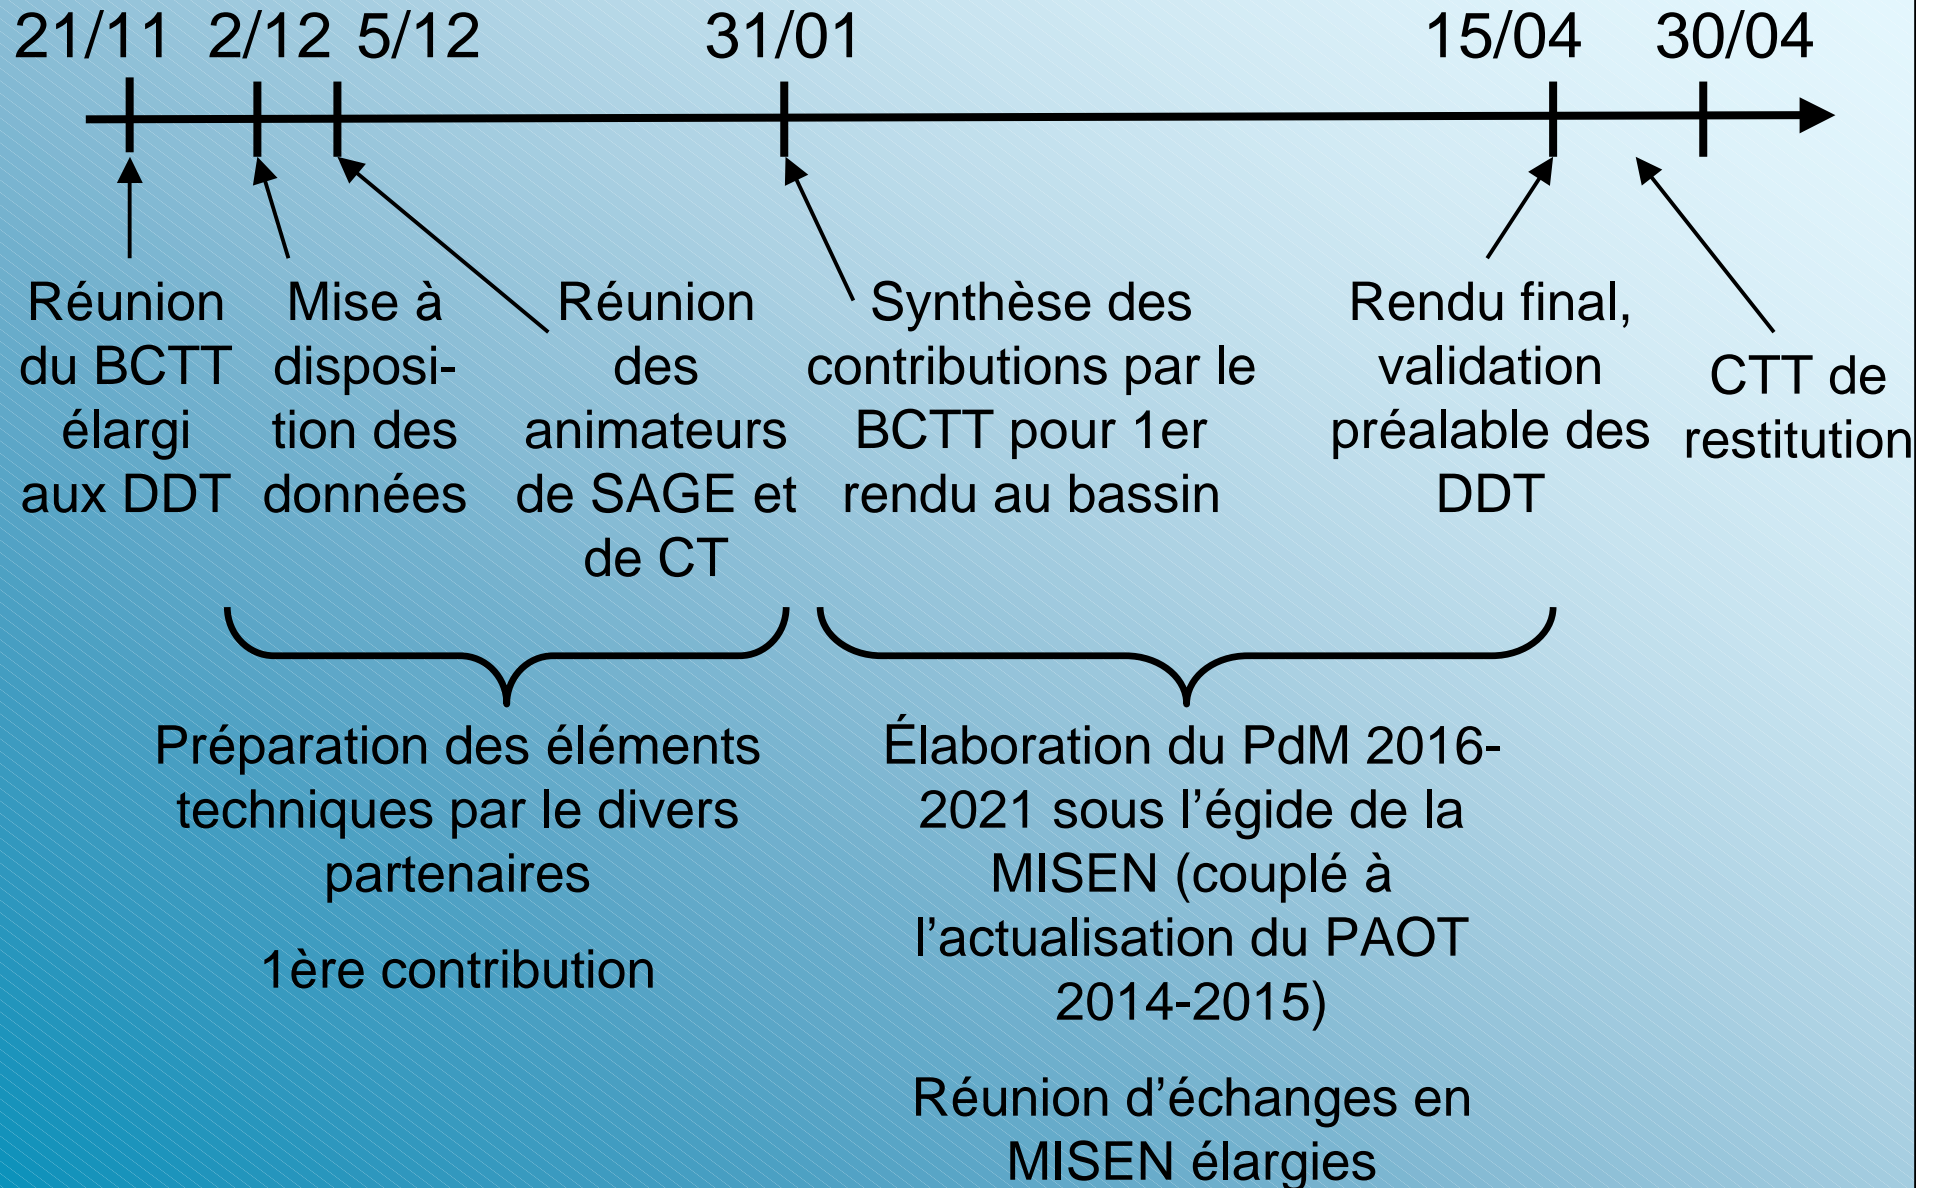 21/11 2/12 5/12 31/01 15/04 30/04
Réunion
du BCTT
élargi
aux DDT
Mise à
disposi-
tion des
données
Réunion
des
animateurs
de SAGE et
de CT
Synthèse des
contributions par le
BCTT pour 1er
rendu au bassin
Rendu final,
validation
préalable des
DDT
CTT de
restitution
Préparation des éléments
techniques par le divers
partenaires
1ère contribution
Élaboration du PdM 2016-
2021 sous l’égide de la
MISEN (couplé à
l’actualisation du PAOT
2014-2015)
Réunion d’échanges en
MISEN élargies